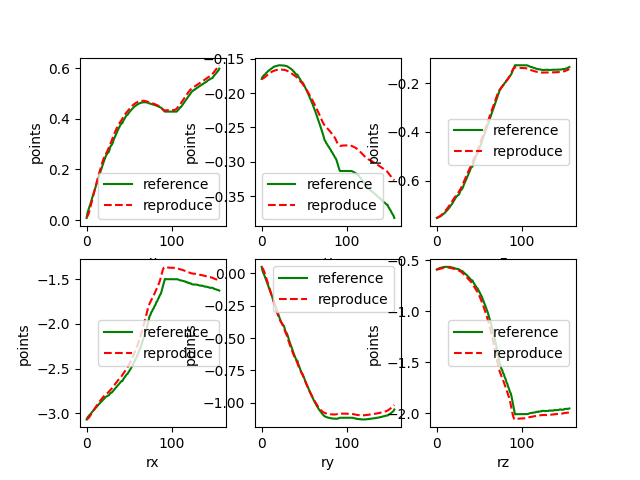 0.6
0.4
0.2
0.0
points
reference
reproduce
0
100
−0.15
−0.20
−0.25
−0.30
−0.35
points
reference
reproduce
0
100
−0.2
−0.4
−0.6
points
reference
reproduce
0
100
−1.5
−2.0
−2.5
−3.0
points
reference
reproduce
0
100
rx
0.00
−0.25
−0.50
−0.75
−1.00
points
reference
reproduce
0
100
ry
−0.5
−1.0
−1.5
−2.0
points
reference
reproduce
0
100
rz